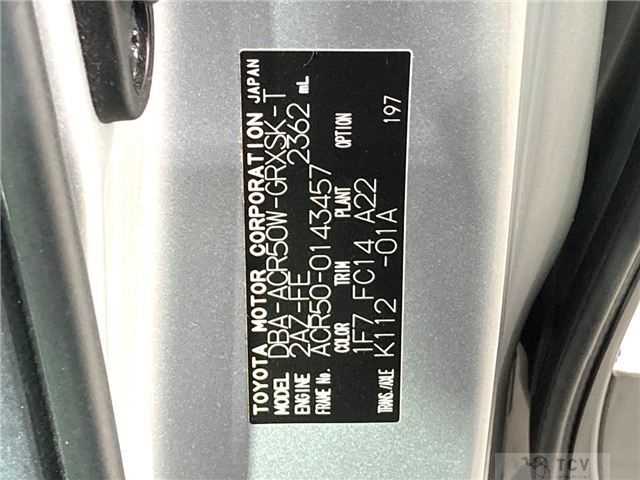 TOYOTA MOTOR CORPORATION JAPAN
MODEL DBA-ACR50W-GRXSK-T
ENGINE 2AZ-FE 2362 mL
FRAME No. ACR50-0143457
COLOR TRIM PLANT OPTION
1F7 FC14 A22
TRANS./AXLE K112 -01A 197
TCV